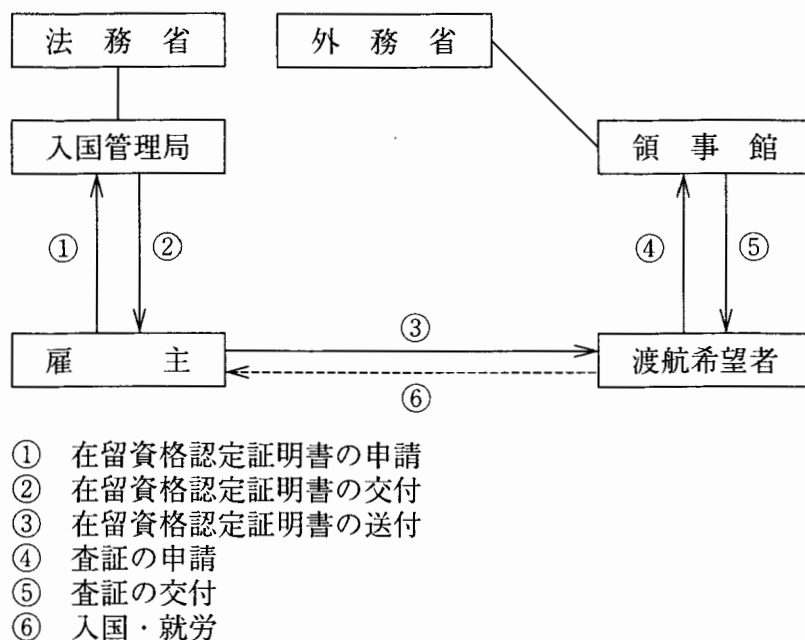 法務省
外務省
入国管理局
領事館
①
②
④
⑤
③
雇主
渡航希望者
⑥
① 在留資格認定証明書の申請
② 在留資格認定証明書の交付
③ 在留資格認定証明書の送付
④ 査証の申請
⑤ 査証の交付
⑥ 入国・就労